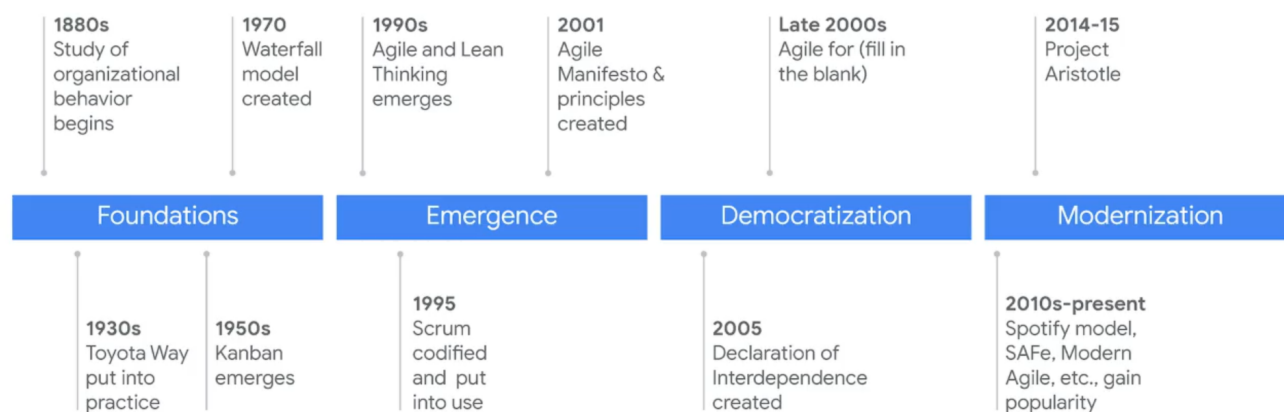 1880s
Study of
organizational
behavior
begins
1970
Waterfall
model
created
1990s
Agile and Lean
Thinking
emerges
2001
Agile
Manifesto &
principles
created
Late 2000s
Agile for (fill in
the blank)
2014-15
Project
Aristotle
Foundations
Emergence
Democratization
Modernization
1930s
Toyota Way
put into
practice
1950s
Kanban
emerges
1995
Scrum
codified
and put
into use
2005
Declaration of
Interdependence
created
2010s-present
Spotify model,
SAFe, Modern
Agile, etc., gain
popularity